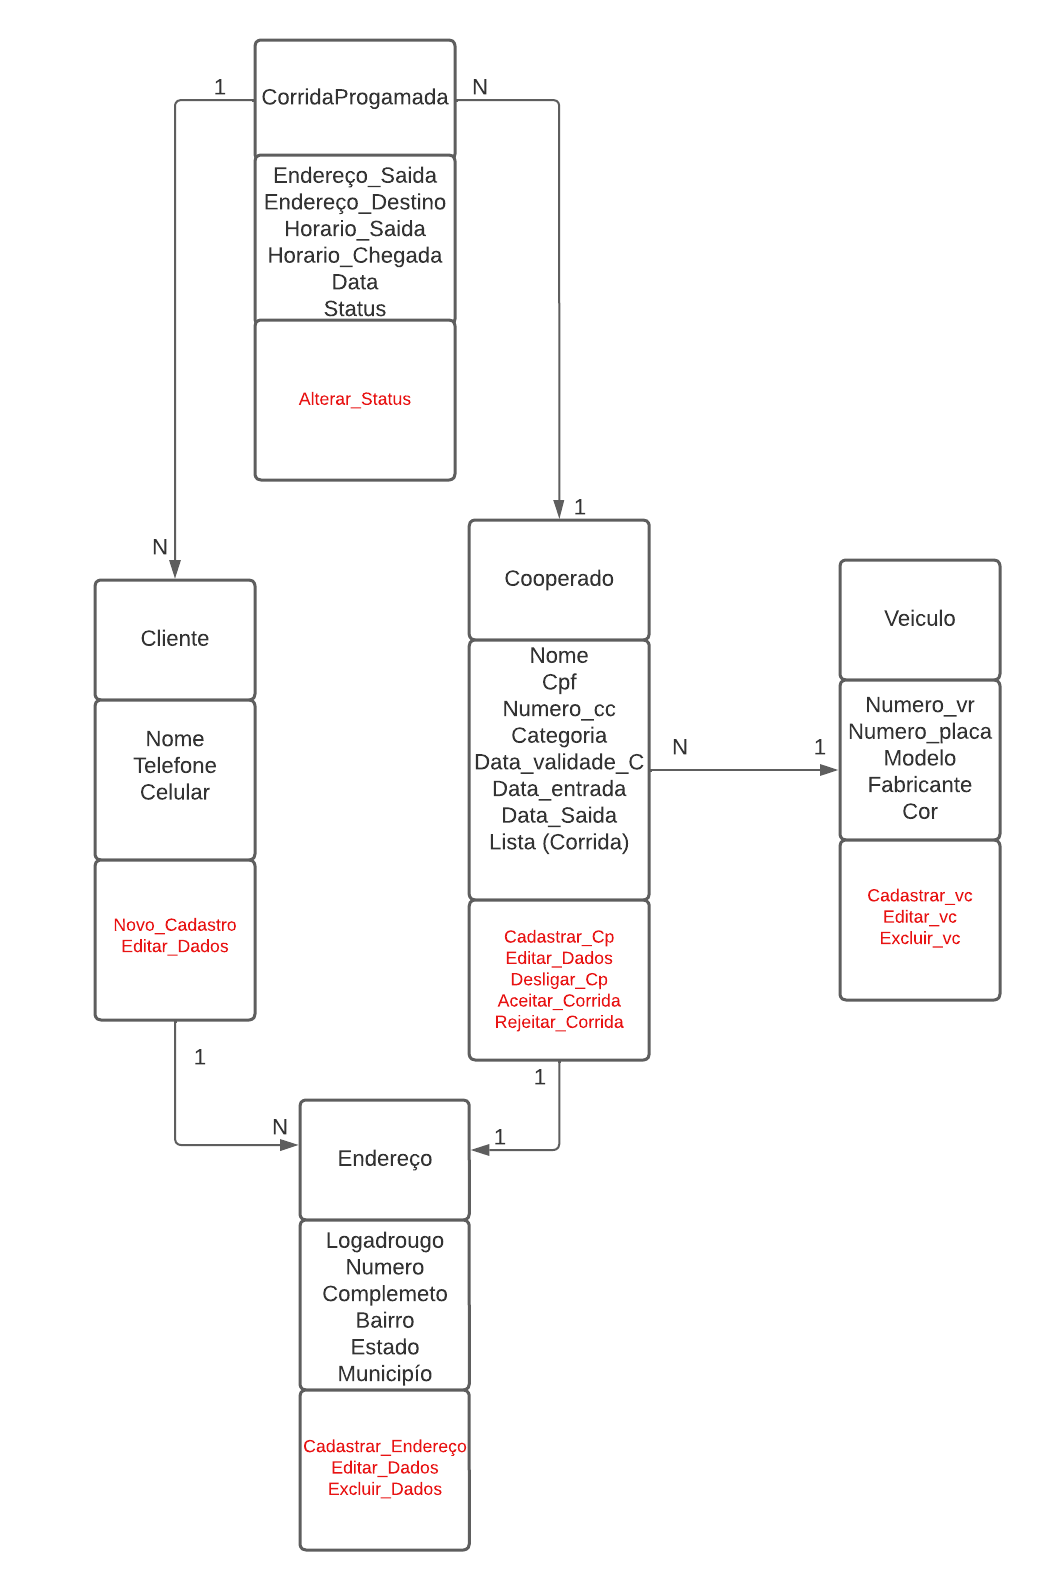 1
CorridaProgamada
N
Endereço_Saida
Endereço_Destino
Horario_Saida
Horario_Chegada
Data
Status
Alterar_Status
N
1
Cliente
Nome
Telefone
Celular
Novo_Cadastro
Editar_Dados
Cooperado
Nome
Cpf
Numero_cc
Categoria
Data_validade_C
Data_entrada
Data_Saida
Lista (Corrida)
Cadastrar_Cp
Editar_Dados
Desligar_Cp
Aceitar_Corrida
Rejeitar_Corrida
N
1
Veiculo
Numero_vr
Numero_placa
Modelo
Fabricante
Cor
Cadastrar_vc
Editar_vc
Excluir_vc
1
N
1
1
Endereço
Logadrougo
Numero
Complemeto
Bairro
Estado
Municipío
Cadastrar_Endereço
Editar_Dados
Excluir_Dados